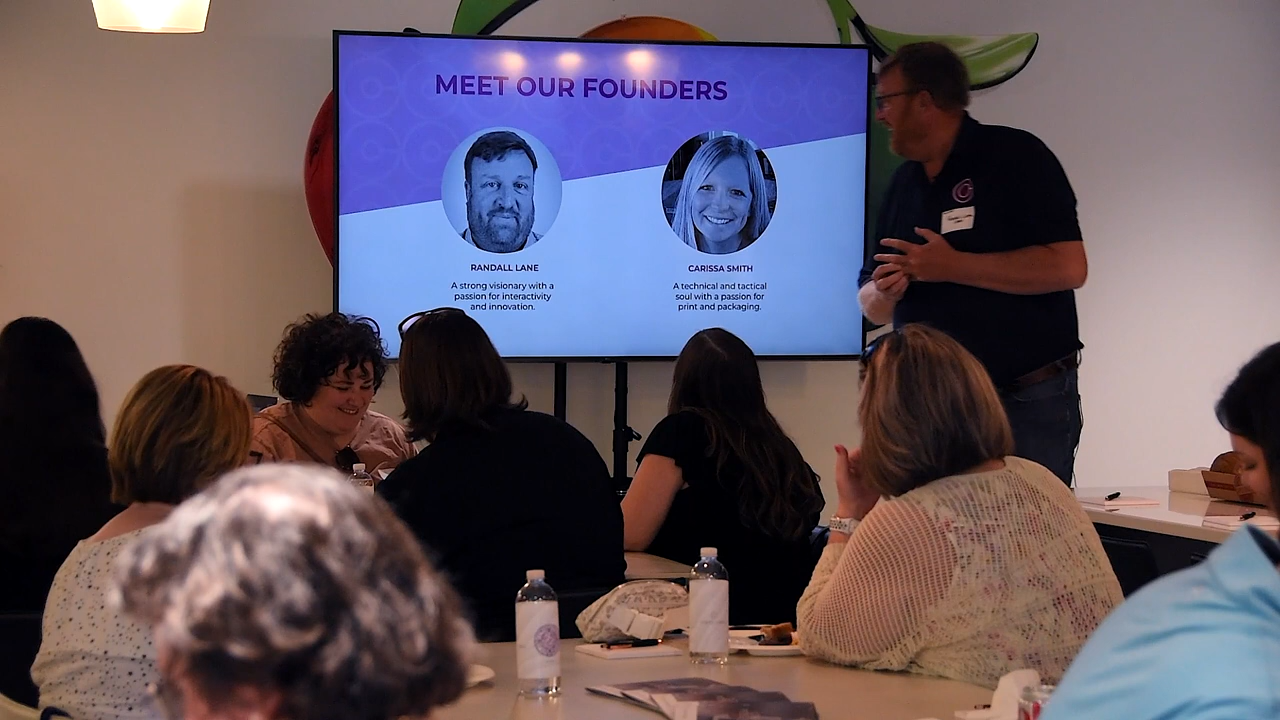 MEET OUR FOUNDERS
RANDALL LANE
A strong visionary with a
passion for interactivity
and innovation.
CARISSA SMITH
A technical and tactical
soul with a passion for
print and packaging.